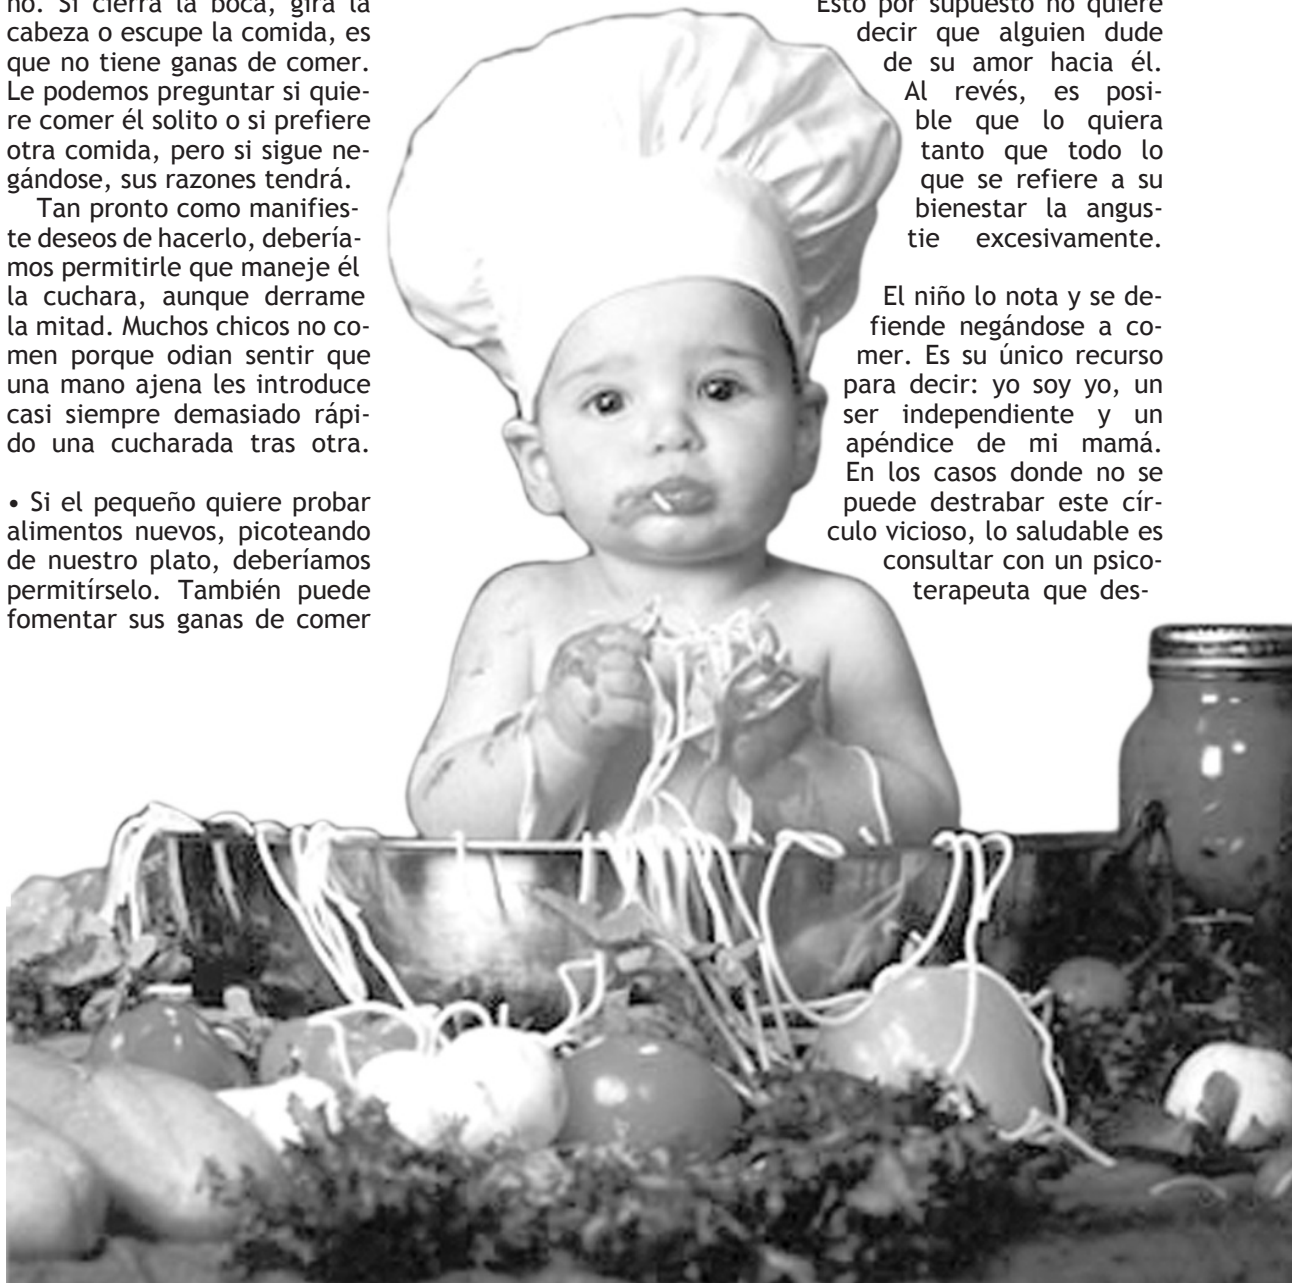 no. Si cierra la boca, gira la
cabeza o escupe la comida, es
que no tiene ganas de comer.
Le podemos preguntar si quie-
re comer él solito o si prefiere
otra comida, pero si sigue ne-
gándose, sus razones tendrá.
Tan pronto como manifies-
te deseos de hacerlo, debería-
mos permitirle que maneje él
la cuchara, aunque derrame
la mitad. Muchos chicos no co-
men porque odian sentir que
una mano ajena les introduce
casi siempre demasiado rápi-
do una cucharada tras otra.
• Si el pequeño quiere probar
alimentos nuevos, picoteando
de nuestro plato, deberíamos
permitírselo. También puede
fomentar sus ganas de comer
Esto por supuesto no quiere
decir que alguien dude
de su amor hacia él.
Al revés, es posi-
ble que lo quiera
tanto que todo lo
que se refiere a su
bienestar la angus-
tie excesivamente.
El niño lo nota y se de-
fiende negándose a co-
mer. Es su único recurso
para decir: yo soy yo, un
ser independiente y un
apéndice de mi mamá.
En los casos donde no se
puede destrabar este cír-
culo vicioso, lo saludable es
consultar con un psico-
terapeuta que des-